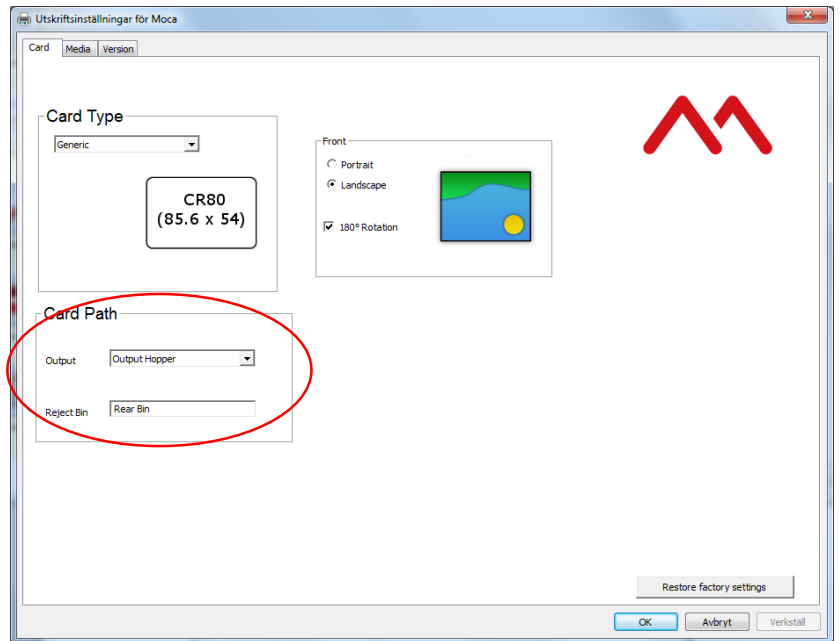 Utskriftsinställningar för Moca
Card
Media
Version
Card Type
Generic
CR80
(85.6 x 54)
Front
Portrait
Landscape
180° Rotation
Card Path
Output
Output Hopper
Reject Bin
Rear Bin
Restore factory settings
OK
Avbryt
Verkställ